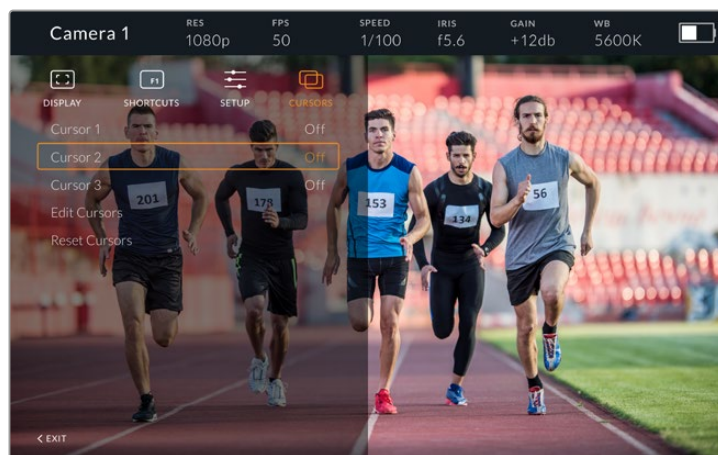 Camera 1
RES
1080p
FPS
50
SPEED
1/100
IRIS
f5.6
GAIN
+12db
WB
5600K
DISPLAY
F1
SHORTCUTS
SETUP
CURSORS
Cursor 1 Off
Cursor 2 Off
Cursor 3 Off
Edit Cursors
Reset Cursors
201
178
153
134
56
< EXIT